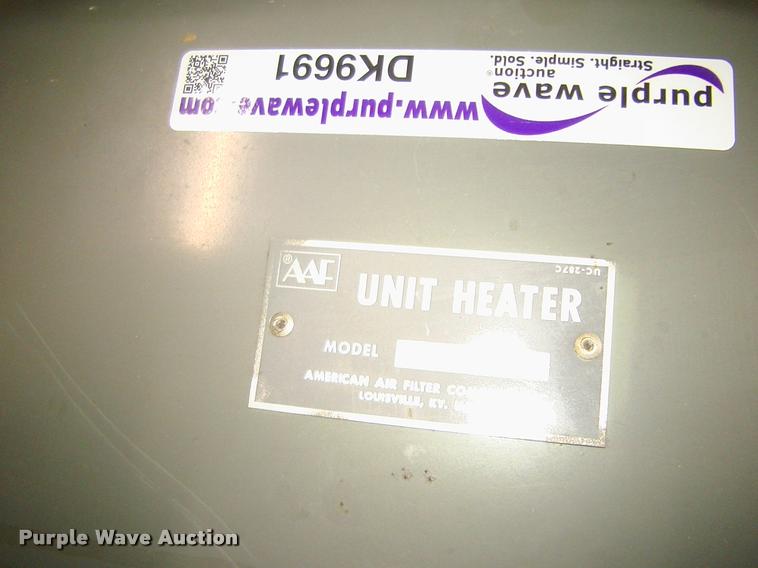 purple wave
auction®
Straight. Simple. Sold.
DK9691
www.purplewave.com
® AAF
UNIT HEATER
UC-287C
MODEL
AMERICAN AIR FILTER
LOUISVILLE, KY.
Purple Wave Auction